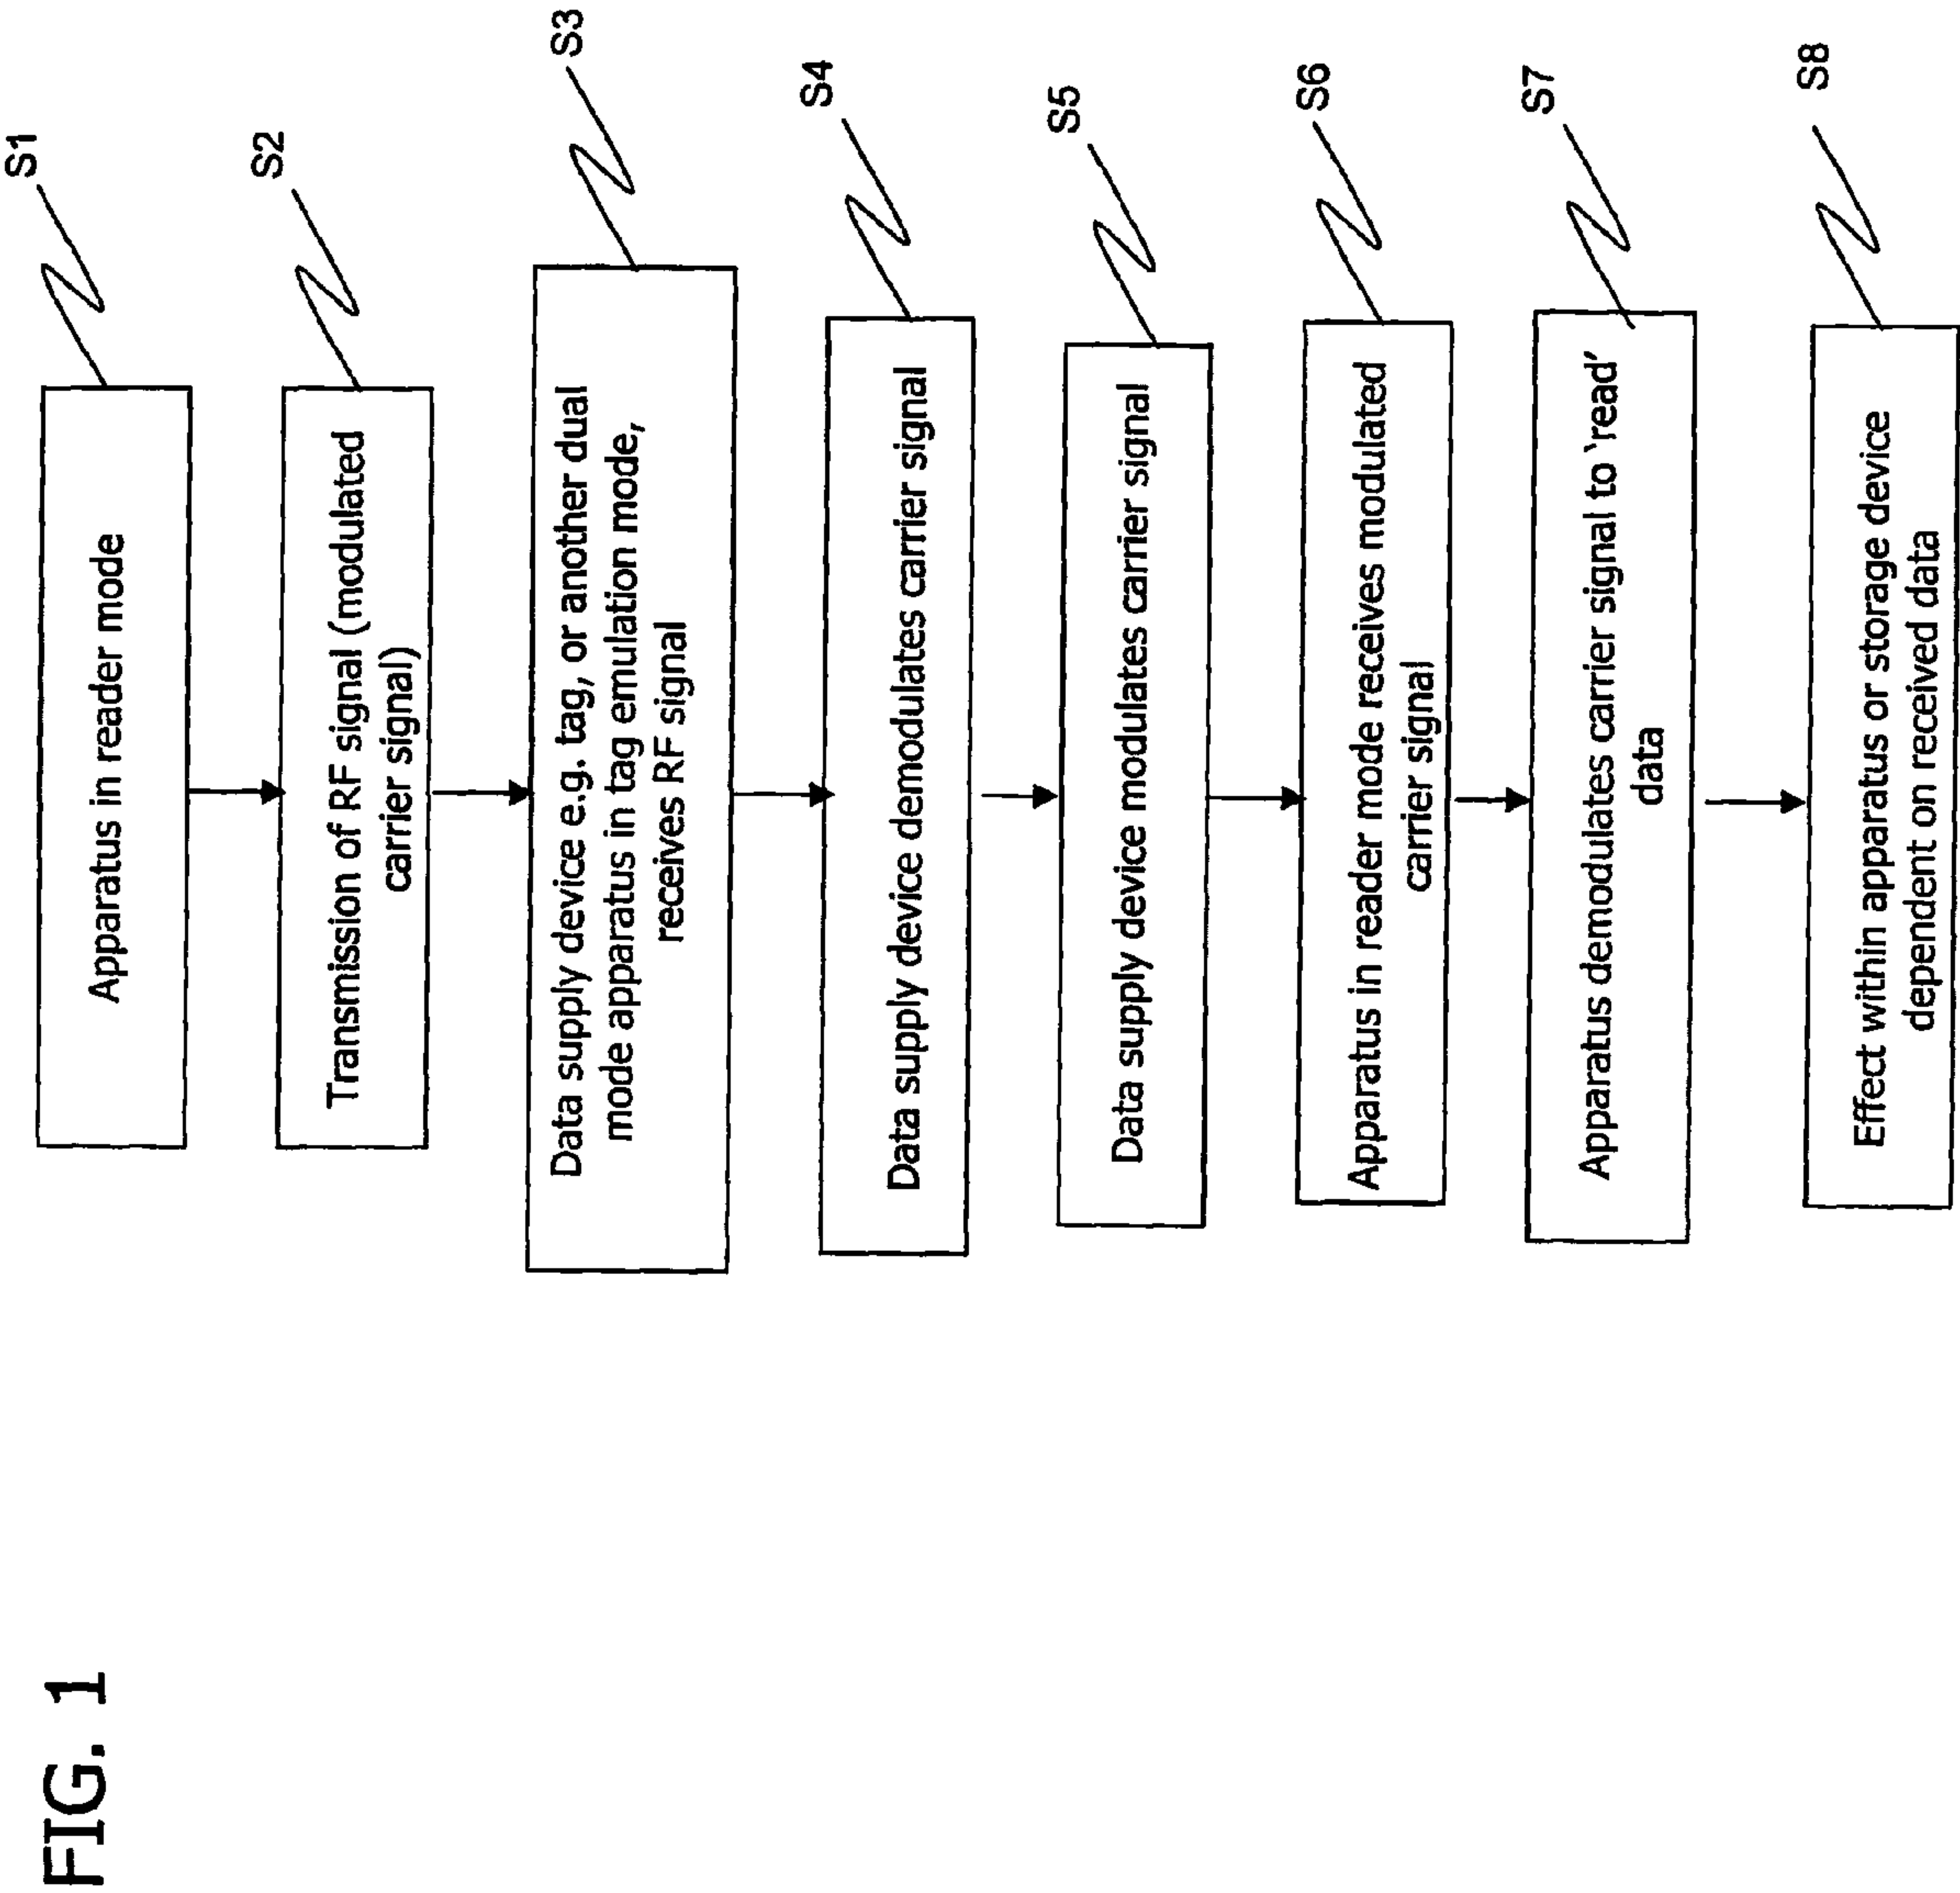 FIG. 1
S1
Apparatus in reader mode
S2
Transmission of RF signal (modulated
carrier signal)
S3
Data supply device e.g. tag, or another dual
mode apparatus in tag emulation mode,
receives RF signal
S4
Data supply device demodulates carrier signal
S5
Data supply device modulates carrier signal
S6
Apparatus in reader mode receives modulated
carrier signal
S7
Apparatus demodulates carrier signal to ‘read’
data
S8
Effect within apparatus or storage device
dependent on received data